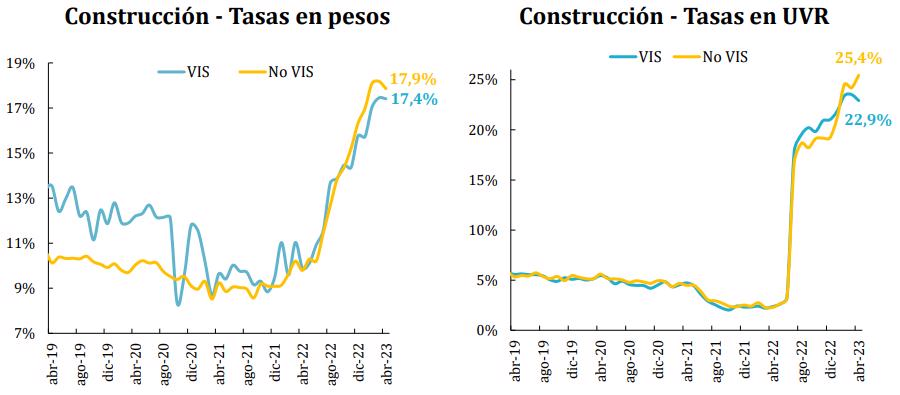 Construcción - Tasas en pesos
VIS
No VIS
19%
17%
15%
13%
11%
9%
7%
17,9%
17,4%
abr-19
ago-19
dic-19
abr-20
ago-20
dic-20
abr-21
ago-21
dic-21
abr-22
ago-22
dic-22
abr-23
Construcción - Tasas en UVR
VIS
No VIS
25%
20%
15%
10%
5%
0%
25,4%
22,9%
abr-19
ago-19
dic-19
abr-20
ago-20
dic-20
abr-21
ago-21
dic-21
abr-22
ago-22
dic-22
abr-23